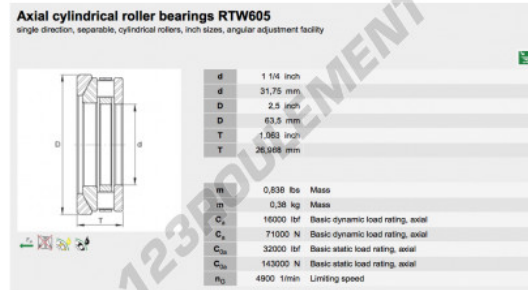 Axial cylindrical roller bearings RTW605
single direction, separable, cylindrical rollers, inch sizes, angular adjustment facility
d 1 1/4 inch
d 31,75 mm
D 2,5 inch
D 63,5 mm
T 1,063 inch
T 26,968 mm
D d
T
m 0,838 lbs Mass
m 0,38 kg Mass
Ca 16000 lbf Basic dynamic load rating, axial
Ca 71000 N Basic dynamic load rating, axial
C0a 32000 lbf Basic static load rating, axial
C0a 143000 N Basic static load rating, axial
nG 4900 1/min Limiting speed
123ROULEMENT